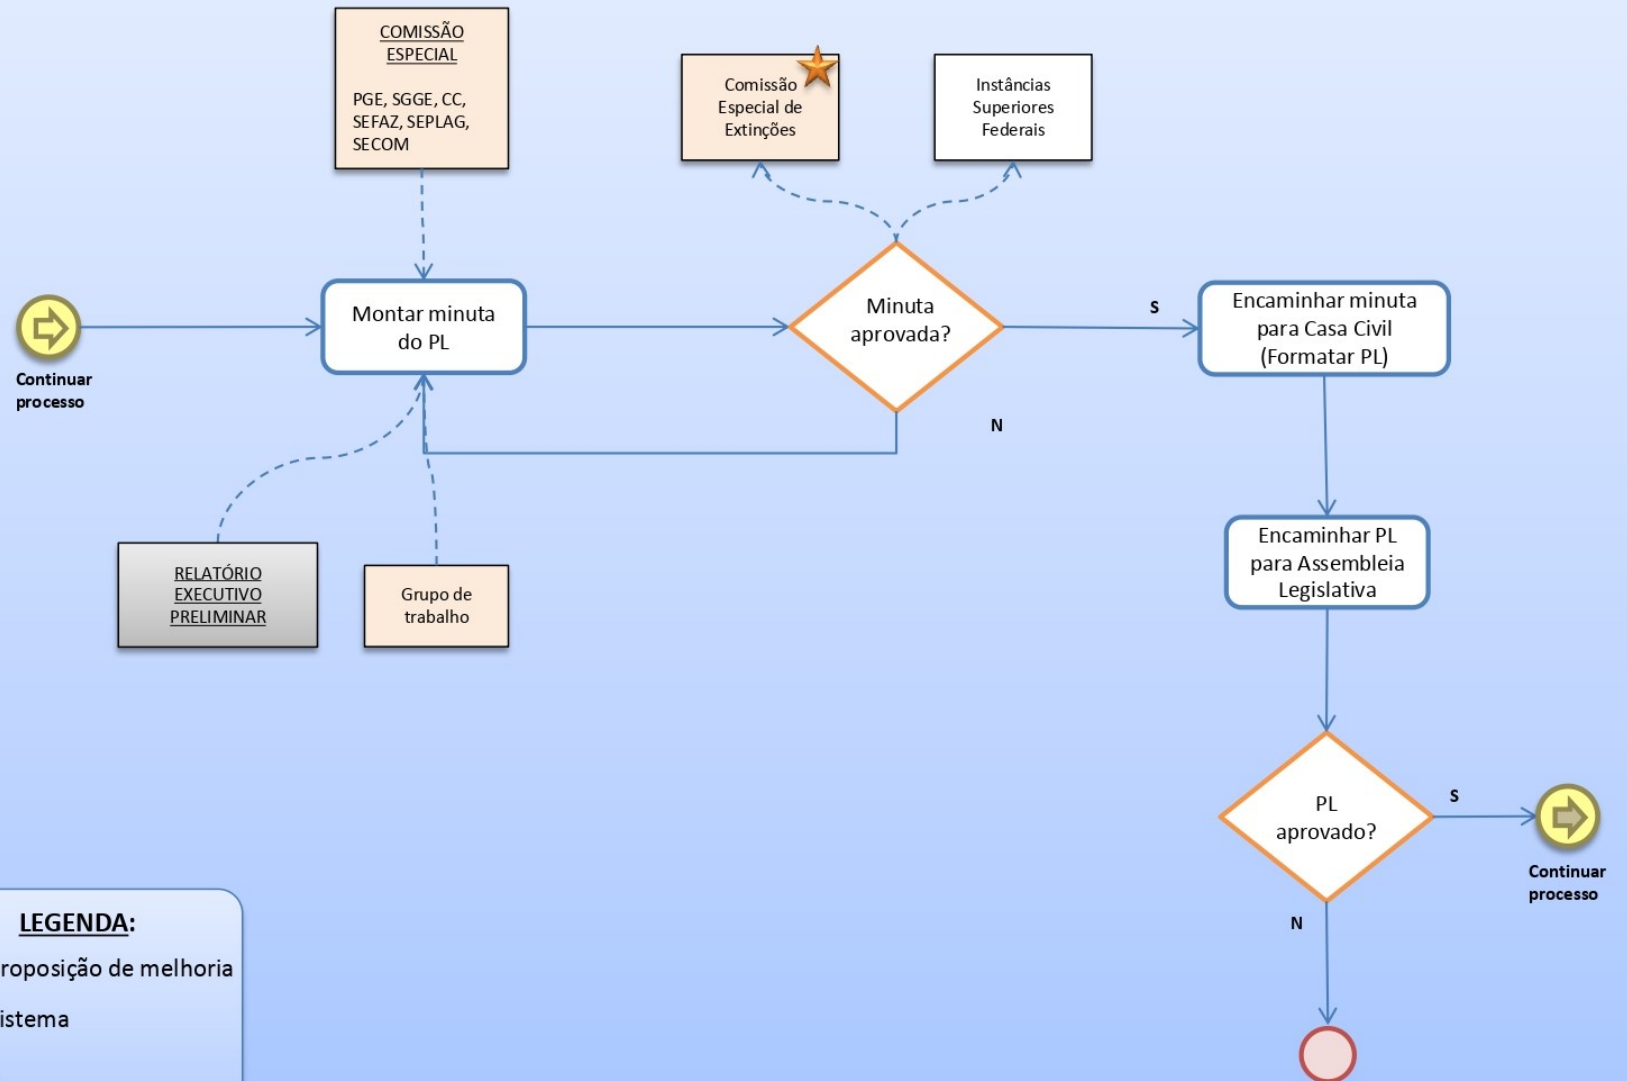 COMISSÃO
ESPECIAL
PGE, SGGE, CC,
SEFAZ, SEPLAG,
SECOM
Comissão
Especial de
Extinções
Instâncias
Superiores
Federais
Continuar
processo
Montar minuta
do PL
Minuta
aprovada?
S
N
Encaminhar minuta
para Casa Civil
(Formatar PL)
RELATÓRIO
EXECUTIVO
PRELIMINAR
Grupo de
trabalho
Encaminhar PL
para Assembleia
Legislativa
PL
aprovado?
S
N
Continuar
processo
LEGENDA:
roposição de melhoria
istema